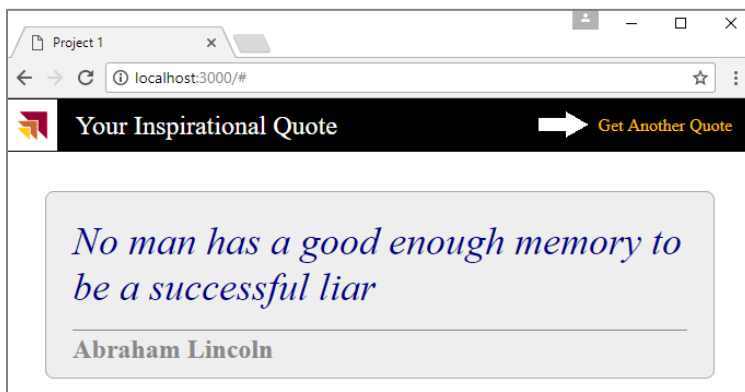 Project 1
localhost:3000/#
Your Inspirational Quote
Get Another Quote
No man has a good enough memory to
be a successful liar
Abraham Lincoln